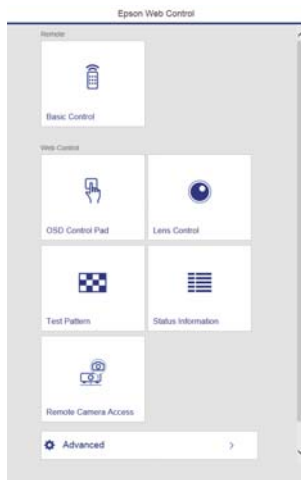 Epson Web Control
Remote
Basic Control
Web Control
OSD Control Pad
Lens Control
Test Pattern
Status Information
Remote Camera Access
Advanced